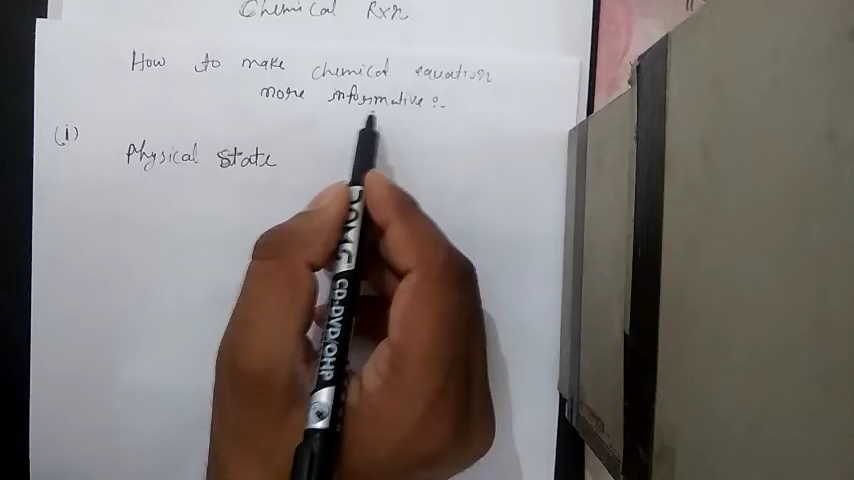 Chemical Rxn
How to make chemical equation
more informative :-
(i)
Physical State
CD-DVD/OHP